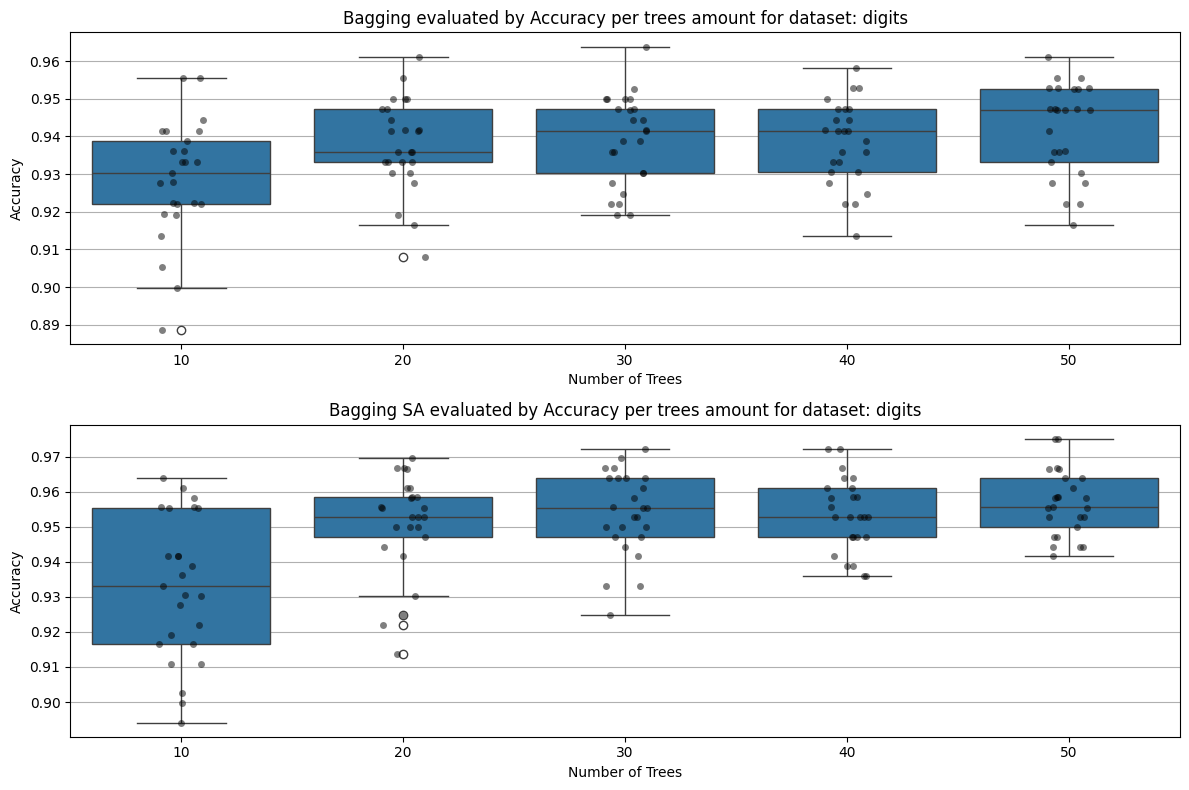 Bagging evaluated by Accuracy per trees amount for dataset: digits
Accuracy
0.96
0.95
0.94
0.93
0.92
0.91
0.90
0.89
10 20 30 40 50
Number of Trees
Bagging SA evaluated by Accuracy per trees amount for dataset: digits
Accuracy
0.97
0.96
0.95
0.94
0.93
0.92
0.91
0.90
10 20 30 40 50
Number of Trees